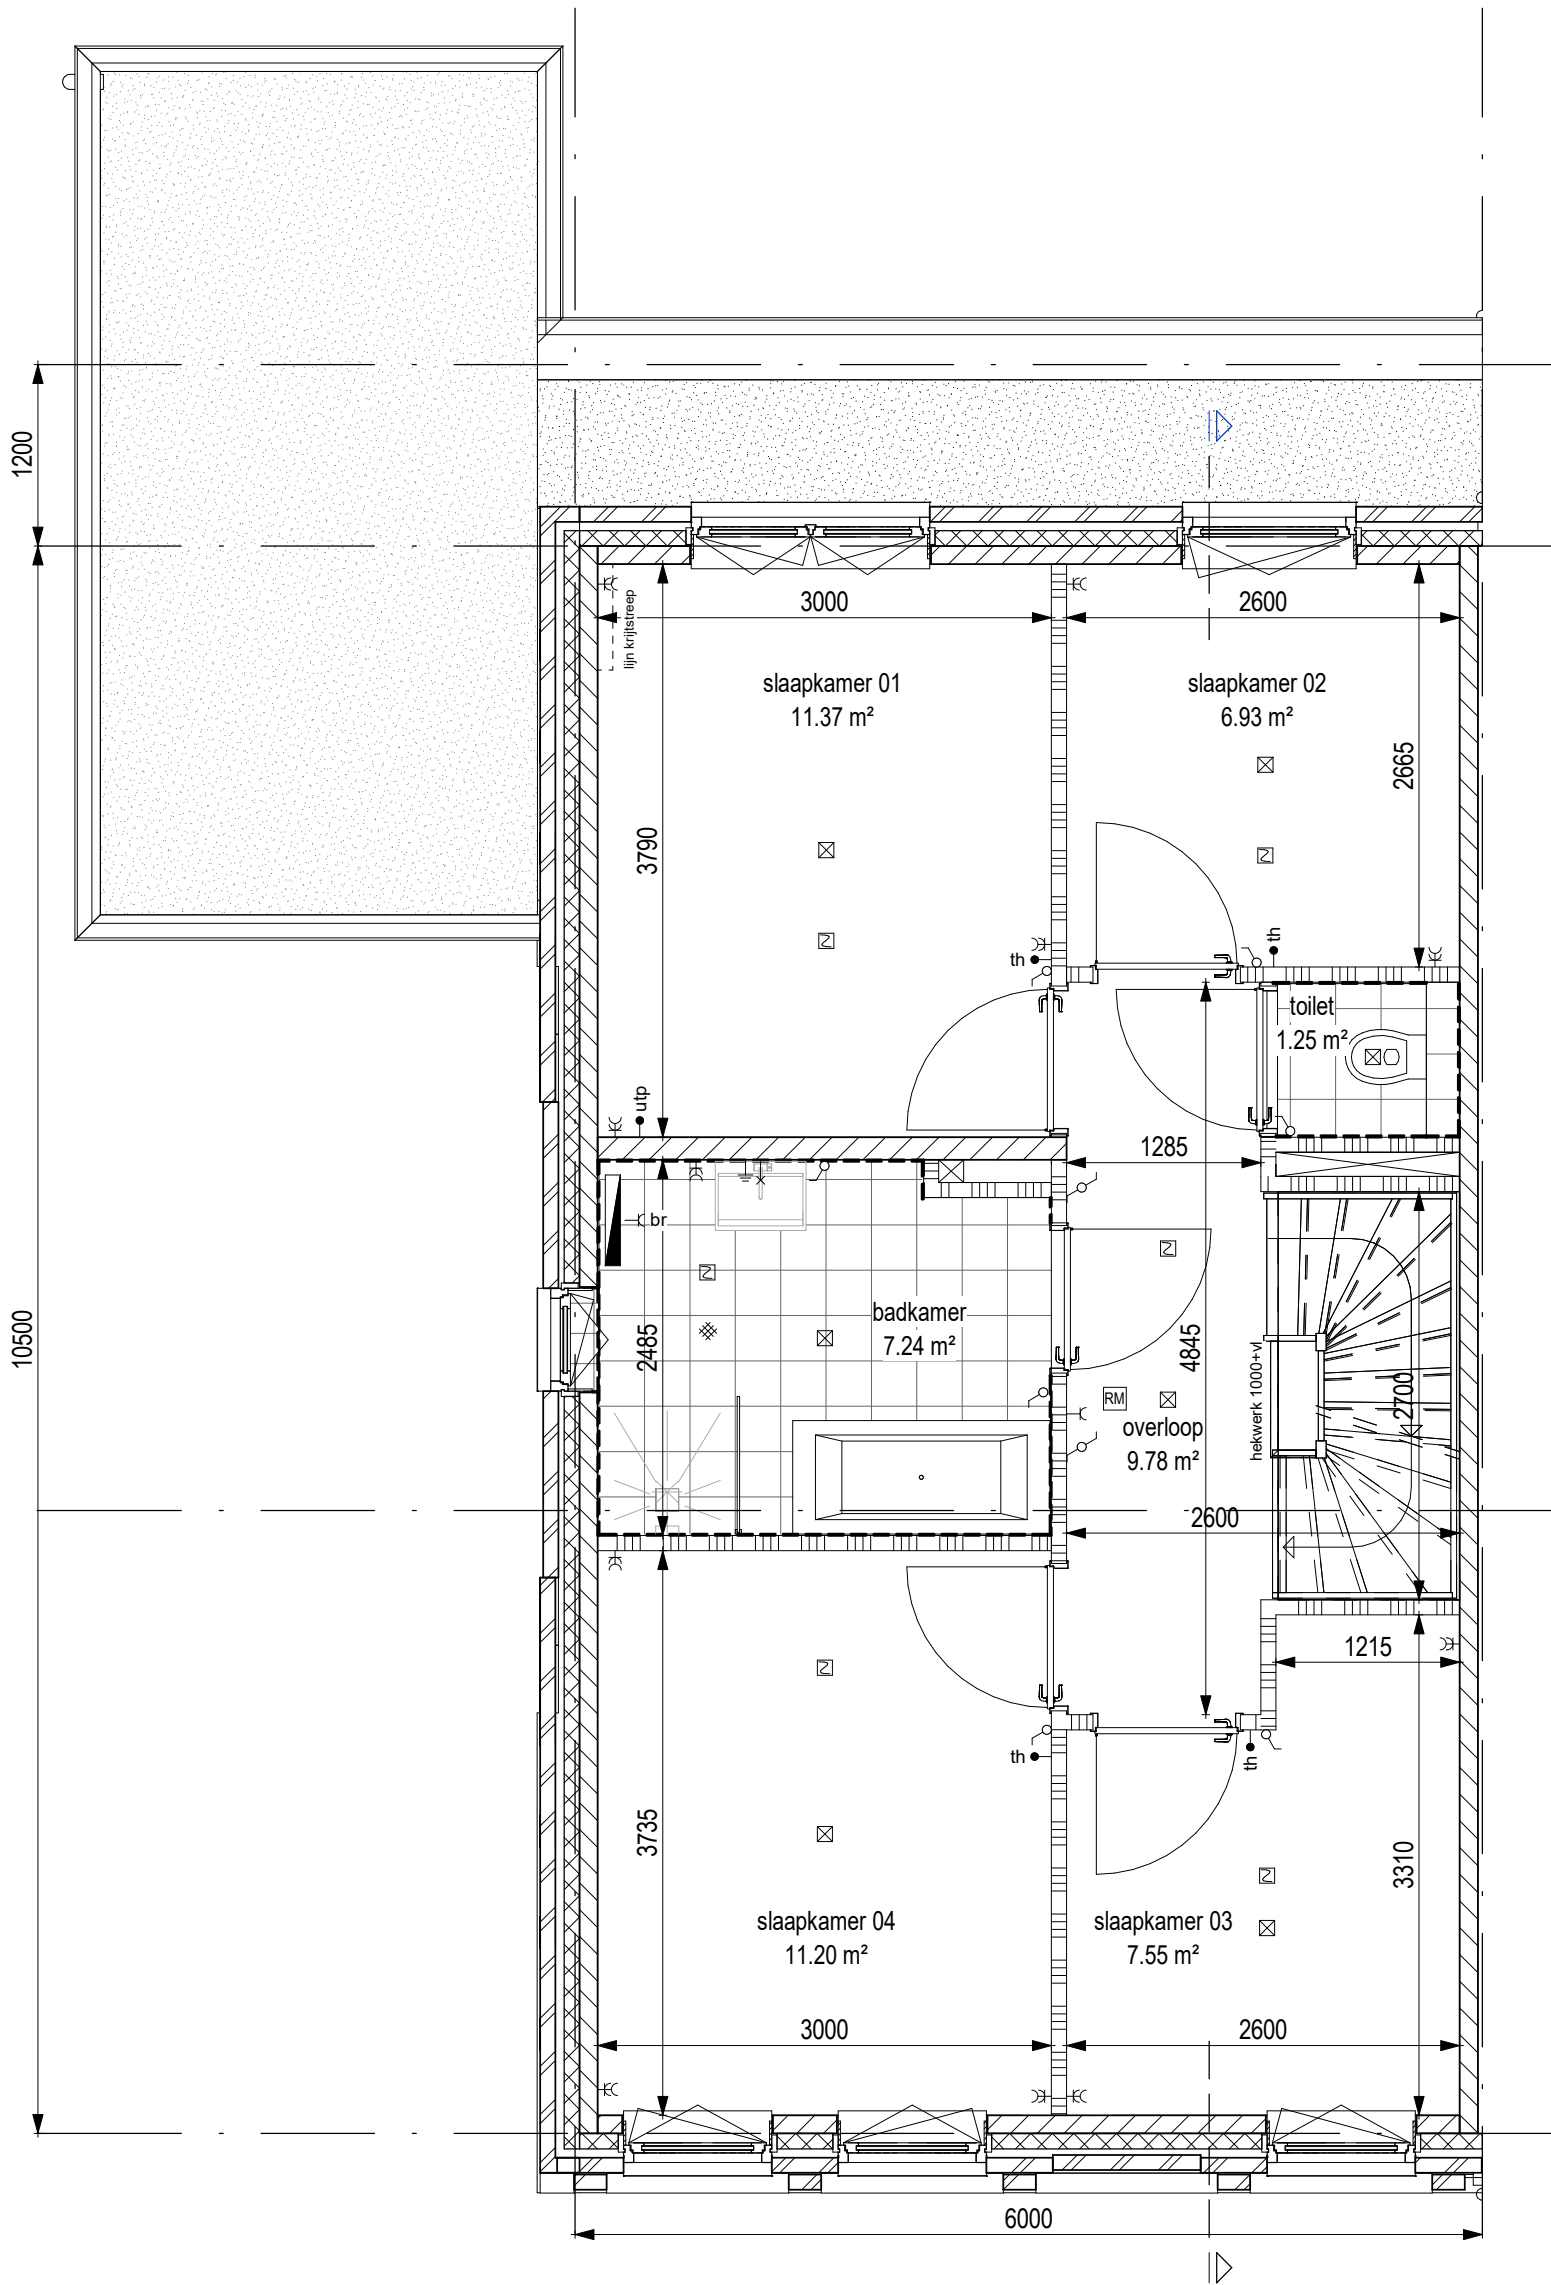 1200
3000
2600
lijn krijtstreep
slaapkamer 01
11.37 m²
slaapkamer 02
6.93 m²
2665
3790
th
th
toilet
1.25 m²
utp
1285
br
badkamer
7.24 m²
2485
4845
10500
RM
overloop
9.78 m²
hekwerk 1000+vl
2700
2600
1215
th
th
3735
3310
slaapkamer 04
11.20 m²
slaapkamer 03
7.55 m²
3000
2600
6000